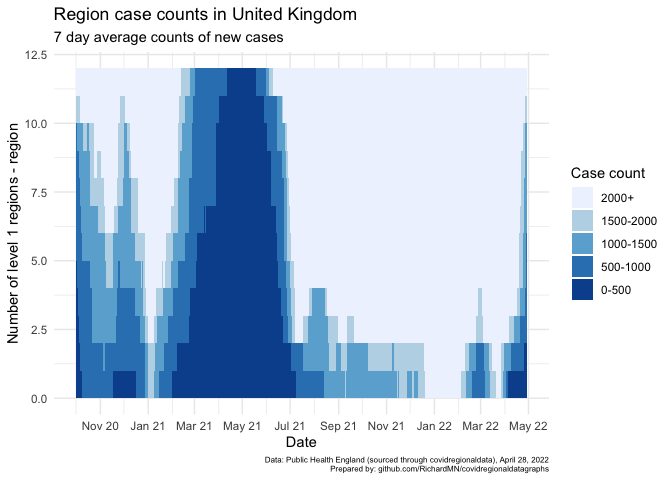 Region case counts in United Kingdom
7 day average counts of new cases
12.5
10.0
7.5
5.0
2.5
0.0
Number of level 1 regions - region
Nov 20 Jan 21 Mar 21 May 21 Jul 21 Sep 21 Nov 21 Jan 22 Mar 22 May 22
Date
Case count
2000+
1500-2000
1000-1500
500-1000
0-500
Data: Public Health England (sourced through covidregionaldata), April 28, 2022
Prepared by: github.com/RichardMN/covidregionaldatagraphs